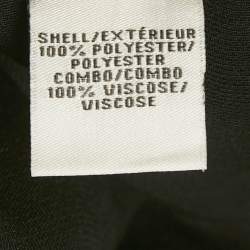 SHELL/EXTÉRIEUR
100% POLYESTER/
POLYESTER
COMBO/COMBO
100% VISCOSE/
VISCOSE